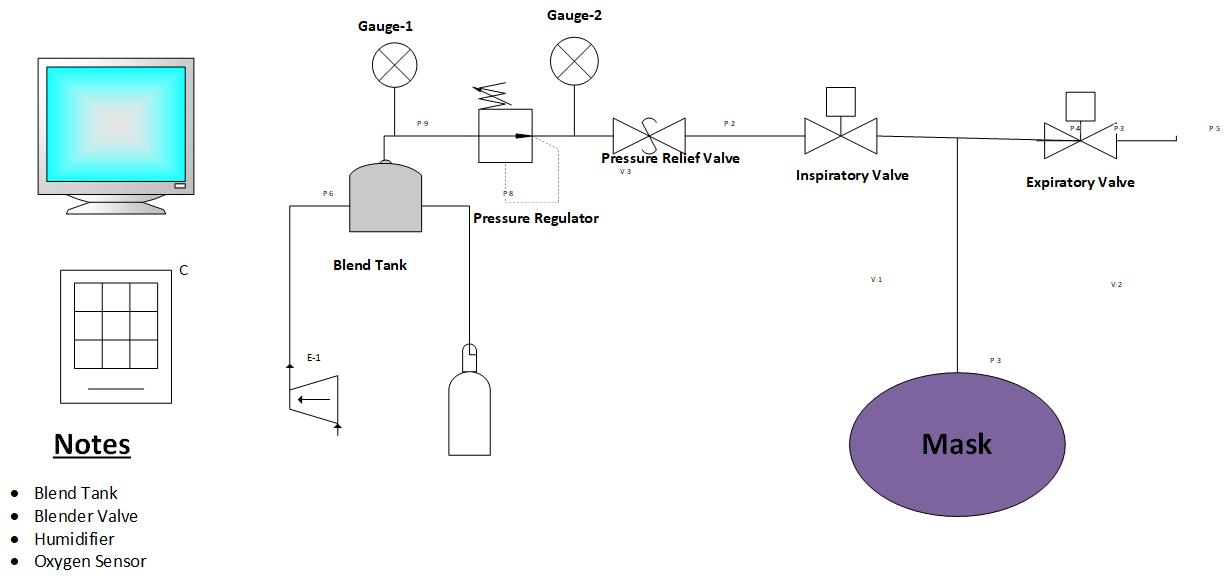 Gauge-1
Gauge-2
P-9
P-2
P-4
P-3
P-5
Pressure Relief Valve
V-3
Inspiratory Valve
Expiratory Valve
P-6
P-8
Pressure Regulator
Blend Tank
C
V-1
V-2
E-1
P-3
Mask
Notes
• Blend Tank
• Blender Valve
• Humidifier
• Oxygen Sensor